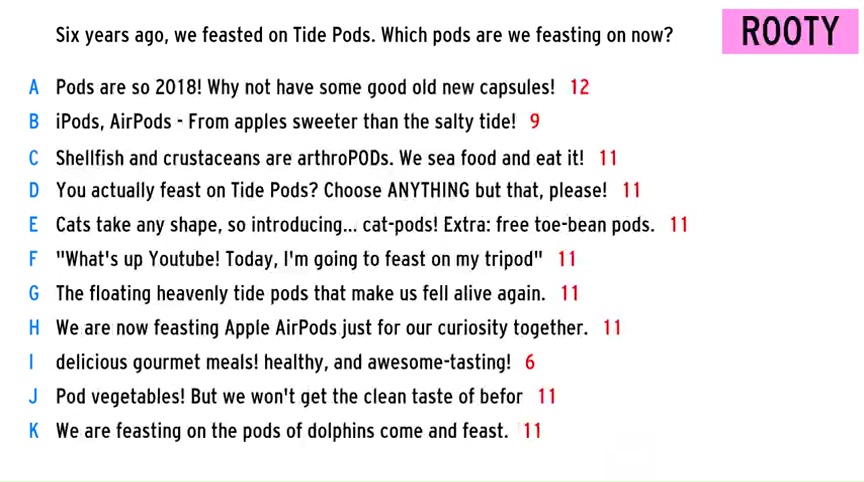 Six years ago, we feasted on Tide Pods. Which pods are we feasting on now?
ROOTY
A Pods are so 2018! Why not have some good old new capsules! 12
B iPods, AirPods - From apples sweeter than the salty tide! 9
C Shellfish and crustaceans are arthroPODs. We sea food and eat it! 11
D You actually feast on Tide Pods? Choose ANYTHING but that, please! 11
E Cats take any shape, so introducing... cat-pods! Extra: free toe-bean pods. 11
F "What's up Youtube! Today, I'm going to feast on my tripod" 11
G The floating heavenly tide pods that make us fell alive again. 11
H We are now feasting Apple AirPods just for our curiosity together. 11
I delicious gourmet meals! healthy, and awesome-tasting! 6
J Pod vegetables! But we won't get the clean taste of befor 11
K We are feasting on the pods of dolphins come and feast. 11